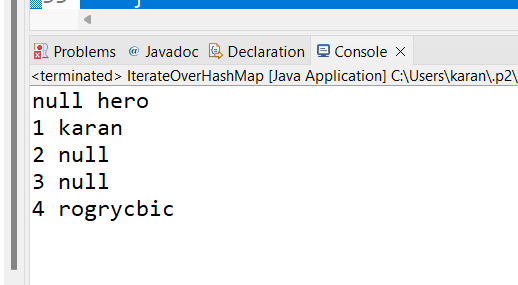 Problems @ Javadoc Declaration Console
<terminated> IterateOverHashMap [Java Application] C:\Users\karan\.p2\
null hero
1 karan
2 null
3 null
4 rogrycbic